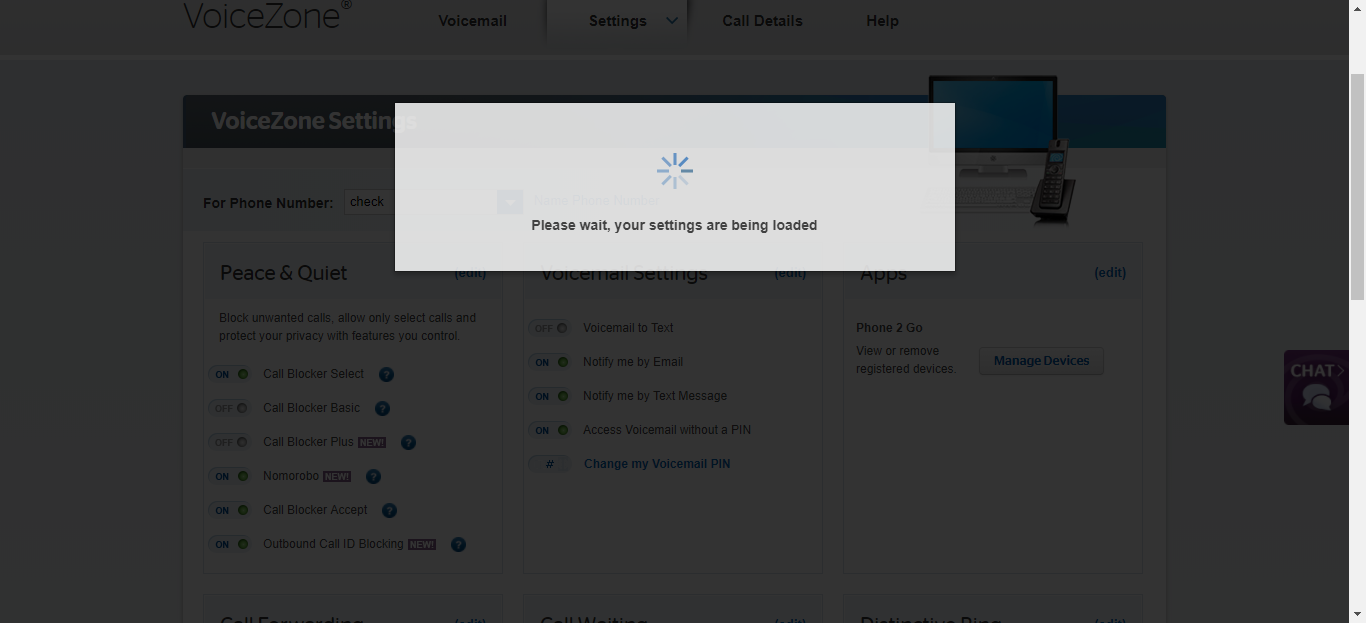 VoiceZone®
Voicemail
Settings
Call Details
Help
VoiceZone Settings
For Phone Number:
check
Name Phone Number
Please wait, your settings are being loaded
Peace & Quiet
(edit)
Block unwanted calls, allow only select calls and
protect your privacy with features you control.
ON Call Blocker Select ?
OFF Call Blocker Basic ?
OFF Call Blocker Plus NEW! ?
ON Nomorobo NEW! ?
ON Call Blocker Accept ?
ON Outbound Call ID Blocking NEW! ?
Voicemail Settings
(edit)
OFF Voicemail to Text
ON Notify me by Email
ON Notify me by Text Message
ON Access Voicemail without a PIN
# Change my Voicemail PIN
Apps
(edit)
Phone 2 Go
View or remove
registered devices.
Manage Devices
CHAT
Call Forwarding
(edit)
Call Waiting
(edit)
Distinctive Ring
(edit)